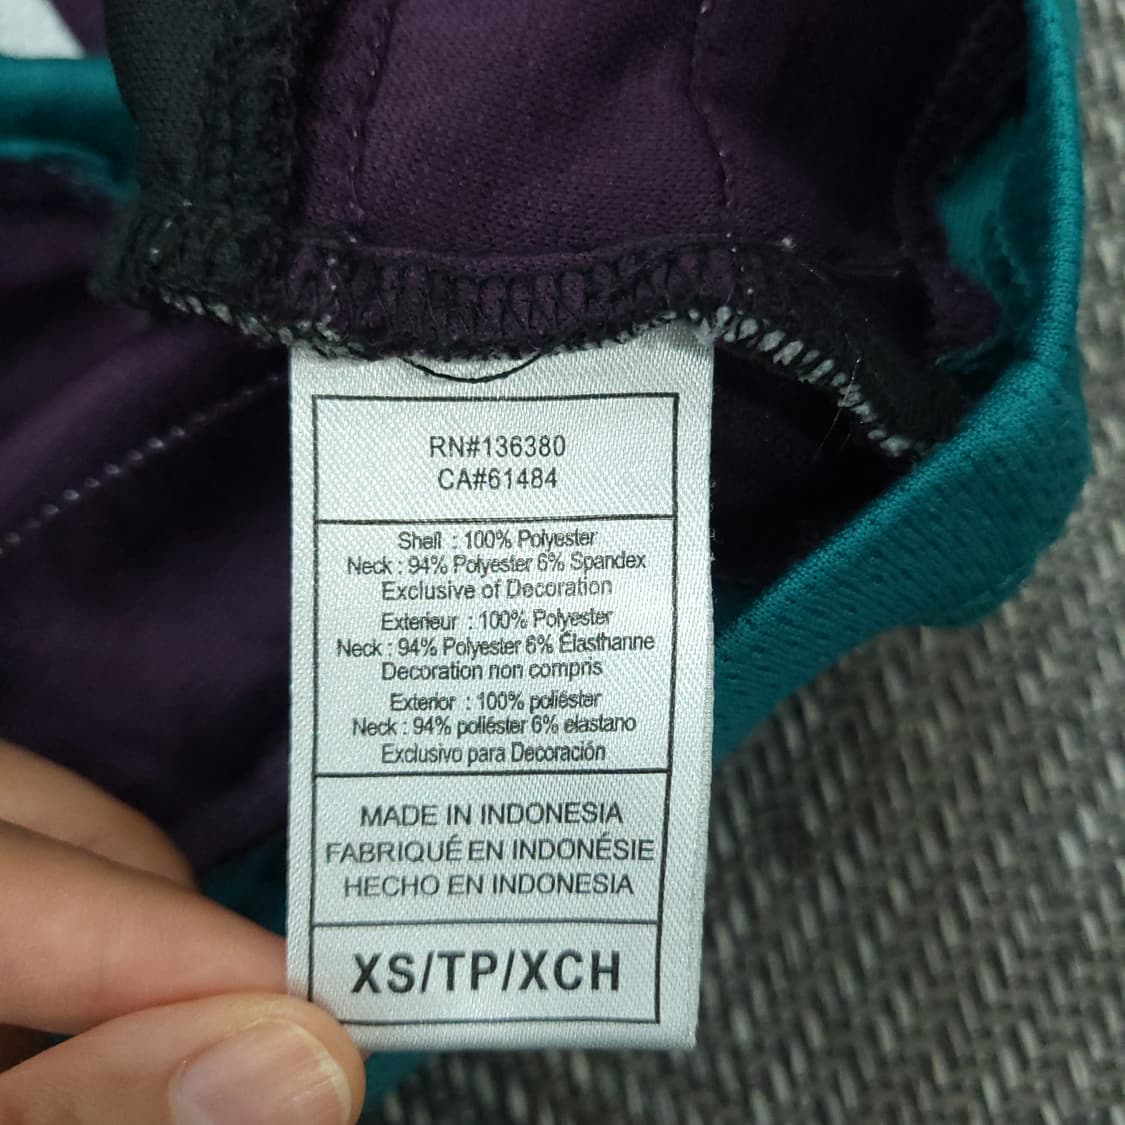 RN#136380
CA#61484
Shell : 100% Polyester
Neck : 94% Polyester 6% Spandex
Exclusive of Decoration
Exterieur : 100% Polyester
Neck : 94% Polyester 6% Élasthanne
Decoration non compris
Exterior : 100% poliéster
Neck : 94% poliéster 6% elastano
Exclusivo para Decoración
MADE IN INDONESIA
FABRIQUÉ EN INDONÉSIE
HECHO EN INDONESIA
XS/TP/XCH